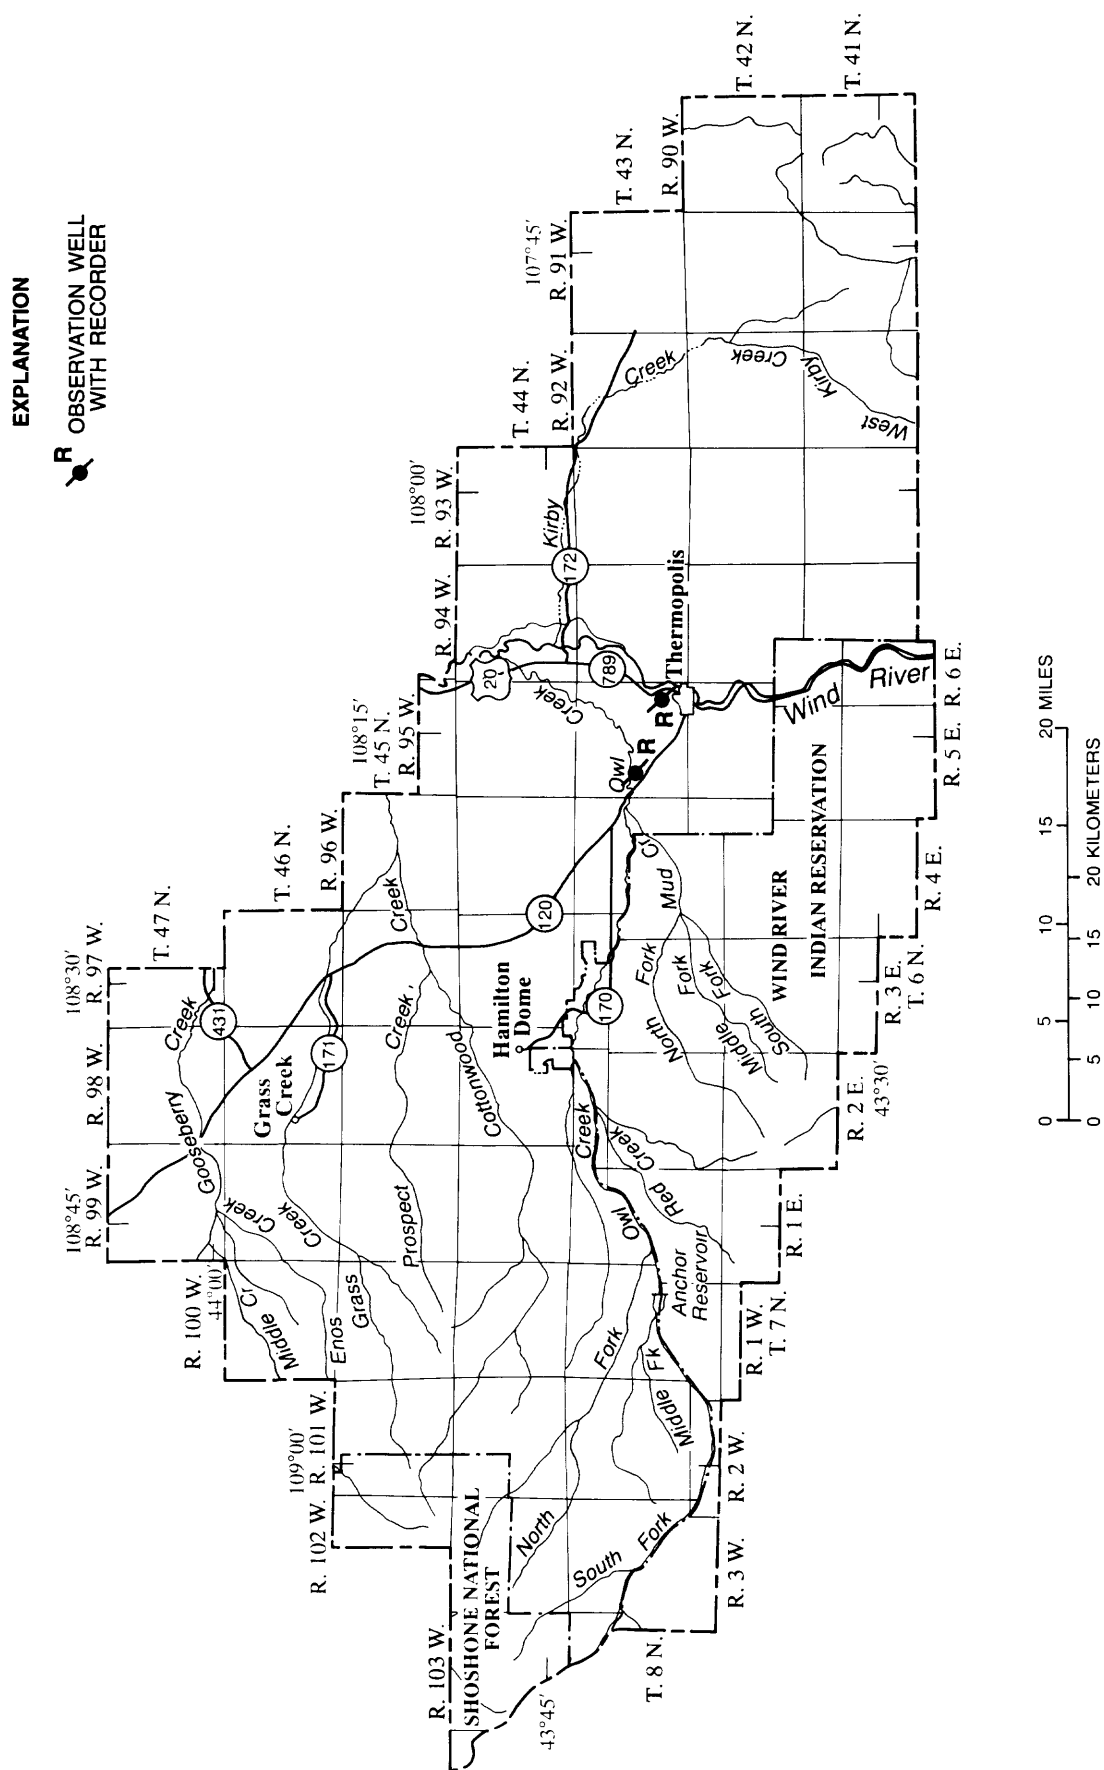 EXPLANATION
R
OBSERVATION WELL
WITH RECORDER
T. 42 N.
T. 41 N.
R. 90 W.
T. 43 N.
107°45′
R. 91 W.
T. 44 N.
R. 92 W.
108°00′
R. 93 W.
R. 94 W.
108°15′
T. 45 N.
R. 95 W.
T. 46 N.
R. 96 W.
T. 47 N.
108°30′
R. 97 W.
R. 98 W.
108°45′
R. 99 W.
R. 100 W.
44°00′
109°00′
R. 101 W.
R. 102 W.
R. 103 W.
SHOSHONE NATIONAL
FOREST
43°45′
T. 8 N.
R. 3 W.
R. 2 W.
R. 1 W.
T. 7 N.
R. 1 E.
R. 2 E.
43°30′
R. 3 E.
T. 6 N.
R. 4 E.
R. 5 E.
R. 6 E.
WIND RIVER
INDIAN RESERVATION
Gooseberry
Creek
431
Middle Cr
Enos
Creek
Grass
Creek
Grass
Creek
171
Prospect
Creek
Cottonwood
Creek
120
Hamilton
Dome
170
North
Fork
South
Fork
Middle
Fk
Anchor
Reservoir
Owl
Creek
Red Creek
North
Fork
Middle
Fork
South
Fork
Mud
Cr
Owl
Creek
R
R
Thermopolis
20
789
172
Kirby
Creek
West
Kirby
Creek
Wind
River
0 5 10 15 20 MILES
0 5 10 15 20 KILOMETERS